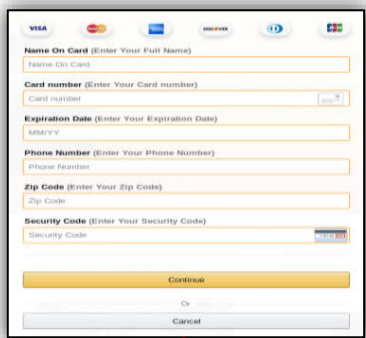 VISA DISCOVER JCB
Name On Card (Enter Your Full Name)
Name On Card
Card number (Enter Your Card number)
Card number
Expiration Date (Enter Your Expiration Date)
MM/YY
Phone Number (Enter Your Phone Number)
Phone Number
Zip Code (Enter Your Zip Code)
Zip Code
Security Code (Enter Your Security Code)
Security Code
Continue
Or
Cancel